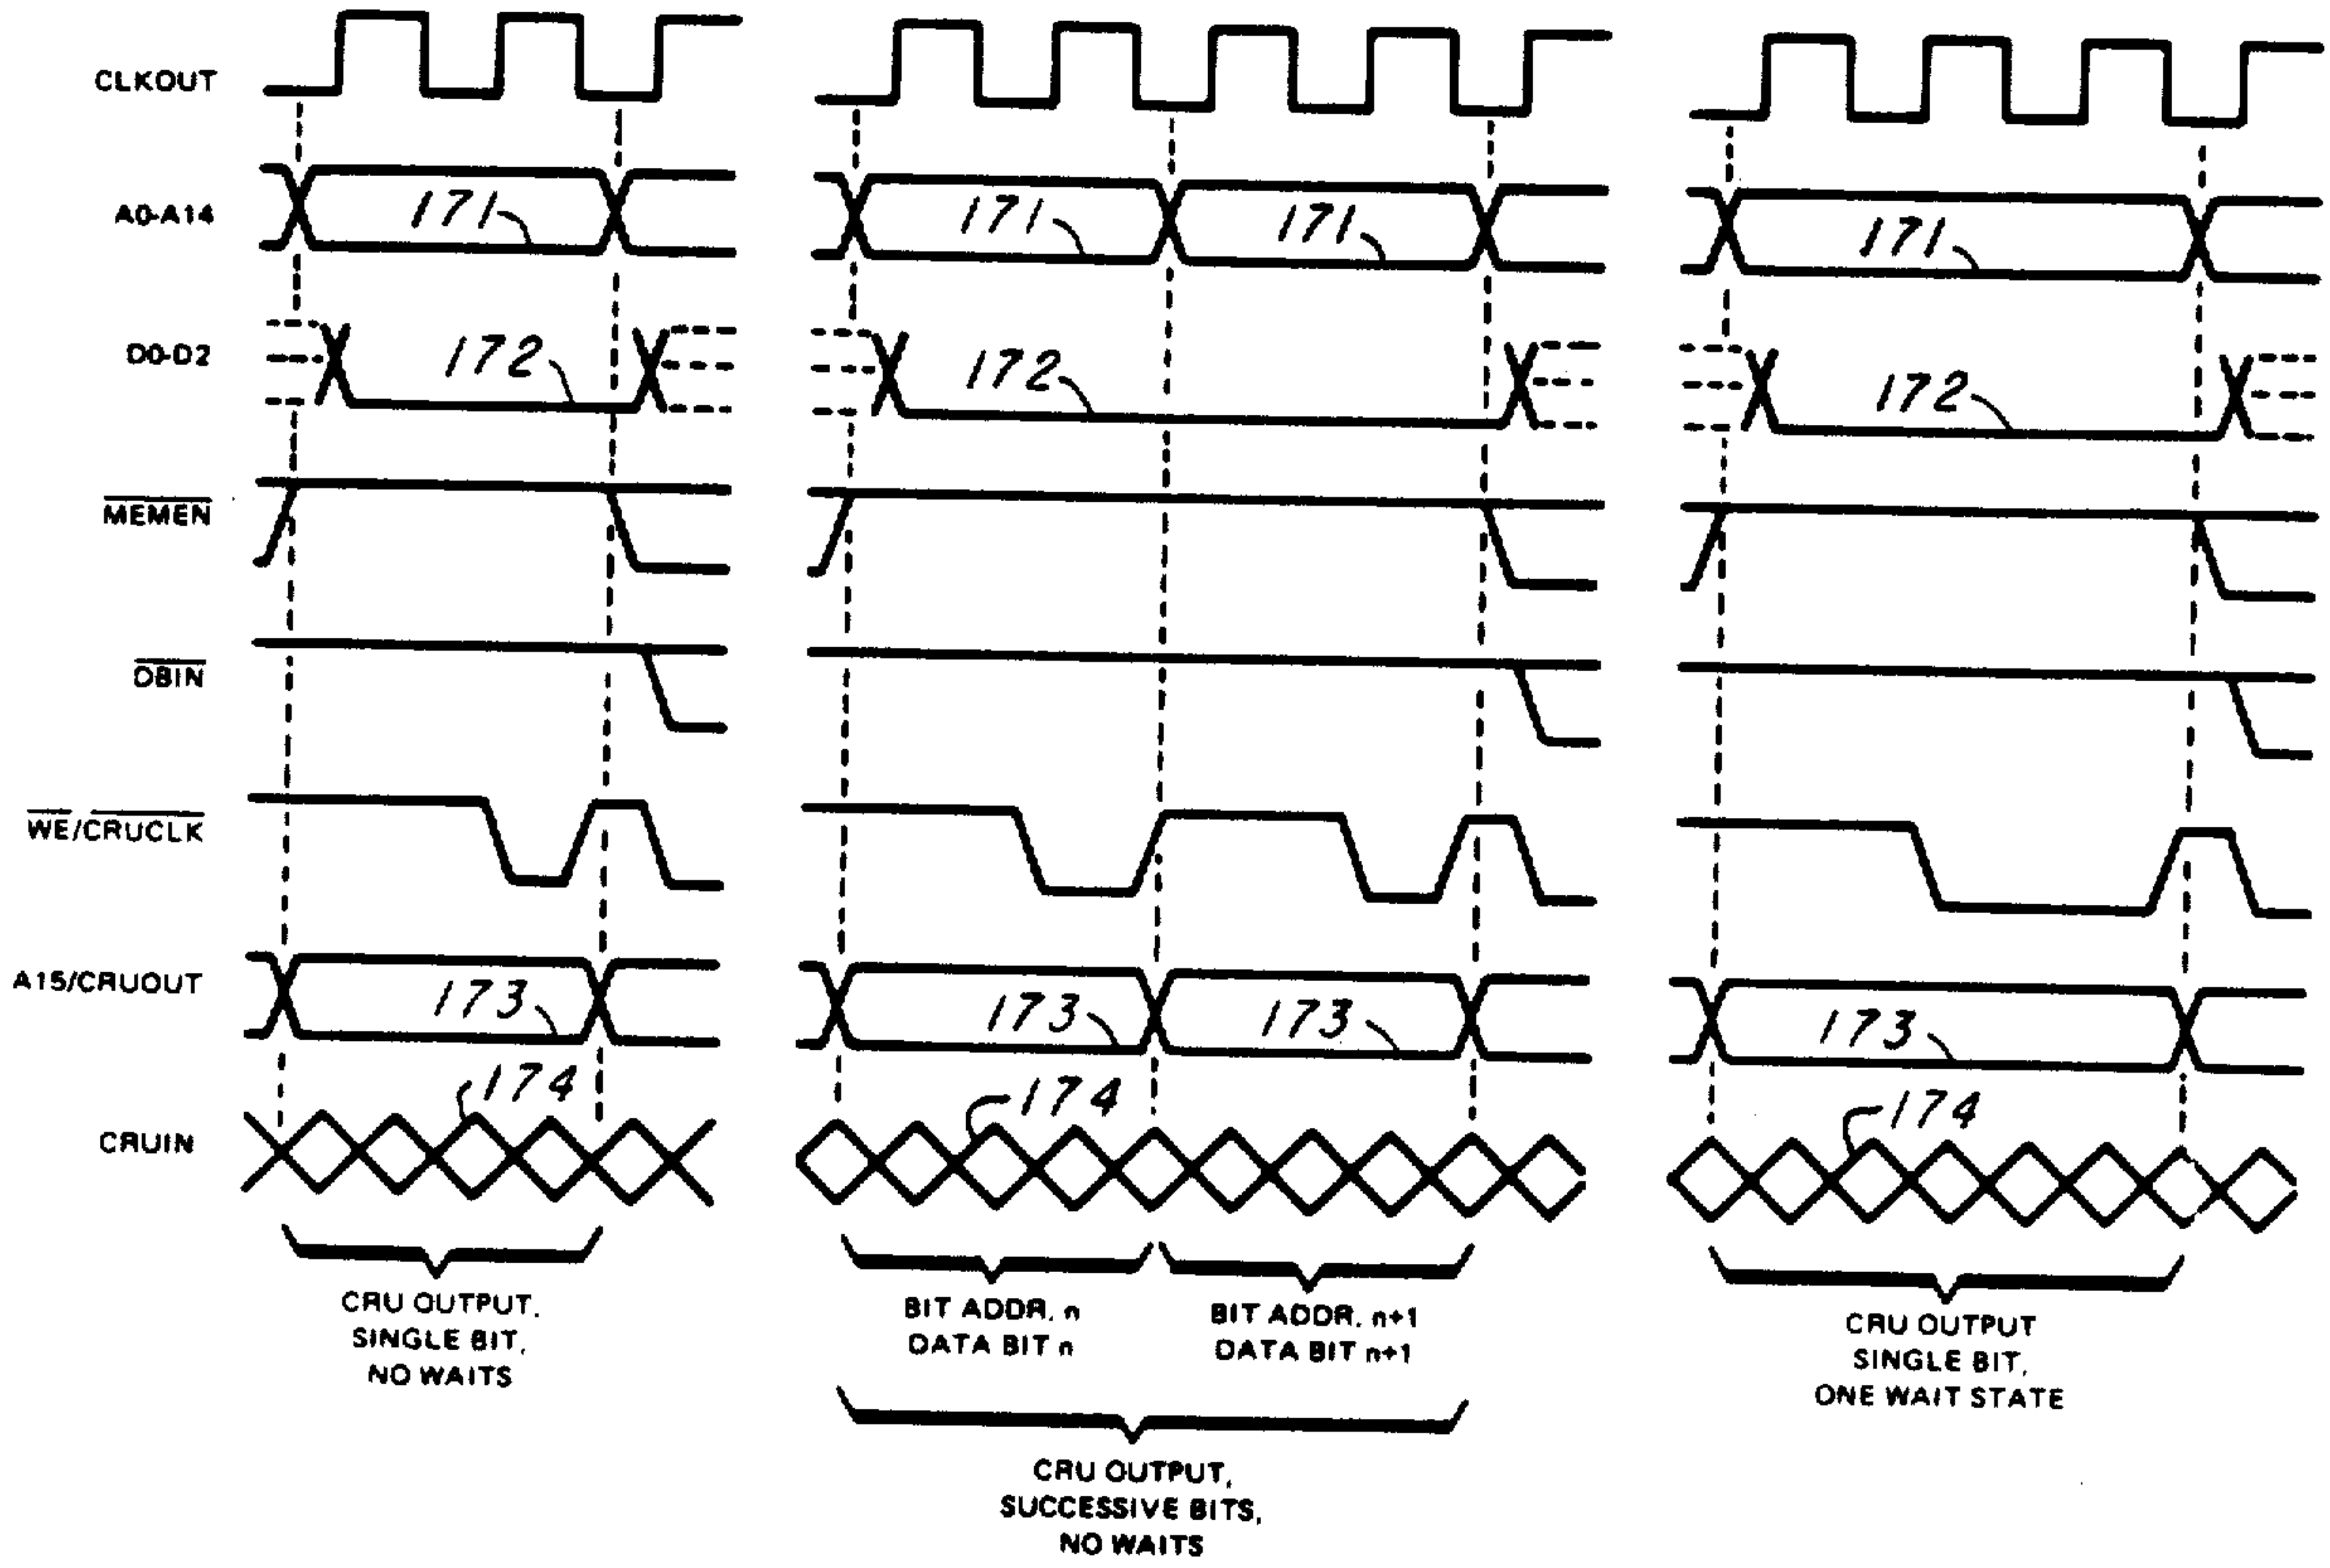 CLKOUT
A0-A14
171
171
171
171
D0-D2
172
172
172
MEMEN
DBIN
WE/CRUCLK
A15/CRUOUT
173
173
173
173
CRUIN
174
174
174
CRU OUTPUT,
SINGLE BIT,
NO WAITS
BIT ADDR. n
DATA BIT n
BIT ADDR. n+1
DATA BIT n+1
CRU OUTPUT,
SUCCESSIVE BITS,
NO WAITS
CRU OUTPUT
SINGLE BIT,
ONE WAIT STATE